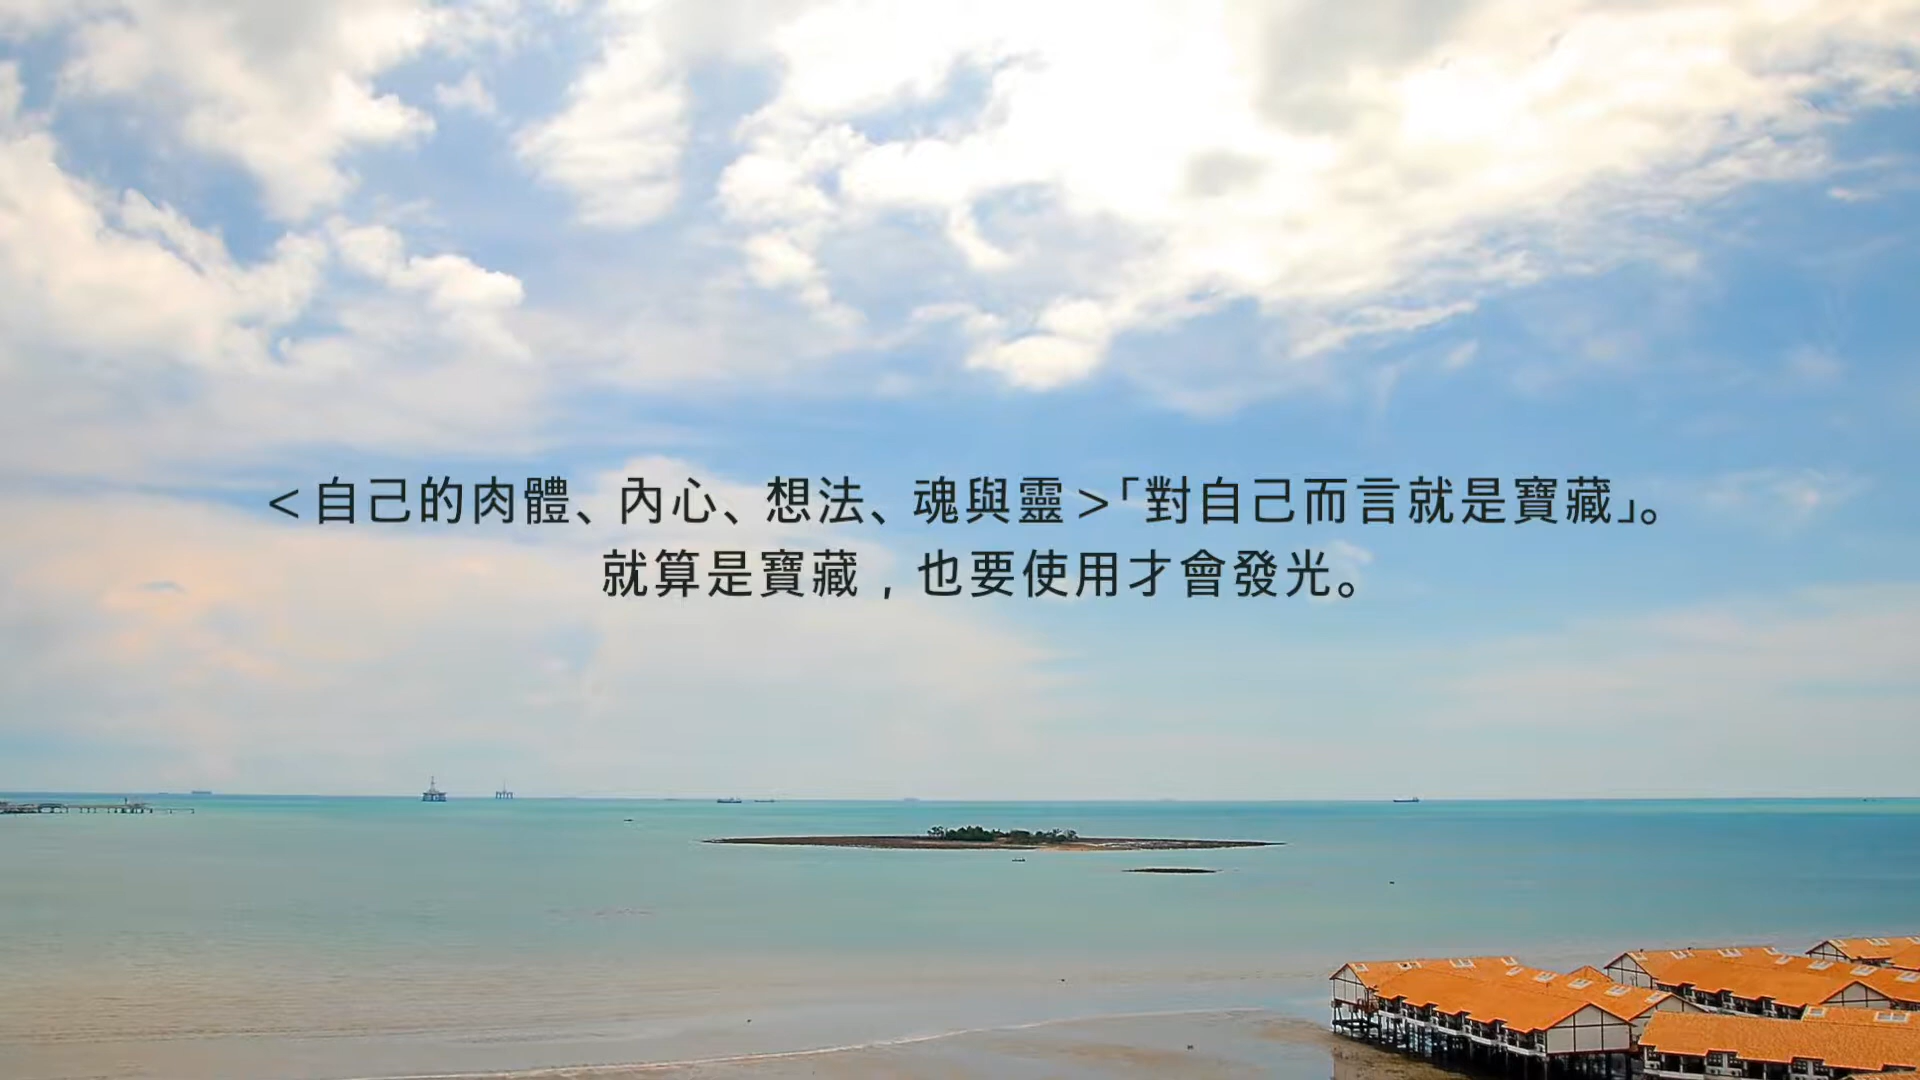 <自己的肉體、內心、想法、魂與靈>「對自己而言就是寶藏」。
就算是寶藏，也要使用才會發光。